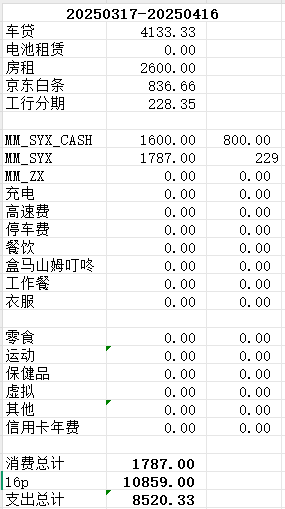 20250317-20250416
车贷 4133.33
电池租赁 0.00
房租 2600.00
京东白条 836.66
工行分期 228.35
MM_SYX_CASH 1600.00 800.00
MM_SYX 1787.00 229
MM_ZX 0.00 0.00
充电 0.00 0.00
高速费 0.00 0.00
停车费 0.00 0.00
餐饮 0.00 0.00
盒马山姆叮咚 0.00 0.00
工作餐 0.00 0.00
衣服 0.00 0.00
零食 0.00 0.00
运动 0.00 0.00
保健品 0.00 0.00
虚拟 0.00 0.00
其他 0.00 0.00
信用卡年费 0.00 0.00
消费总计 1787.00
16p 10859.00
支出总计 8520.33